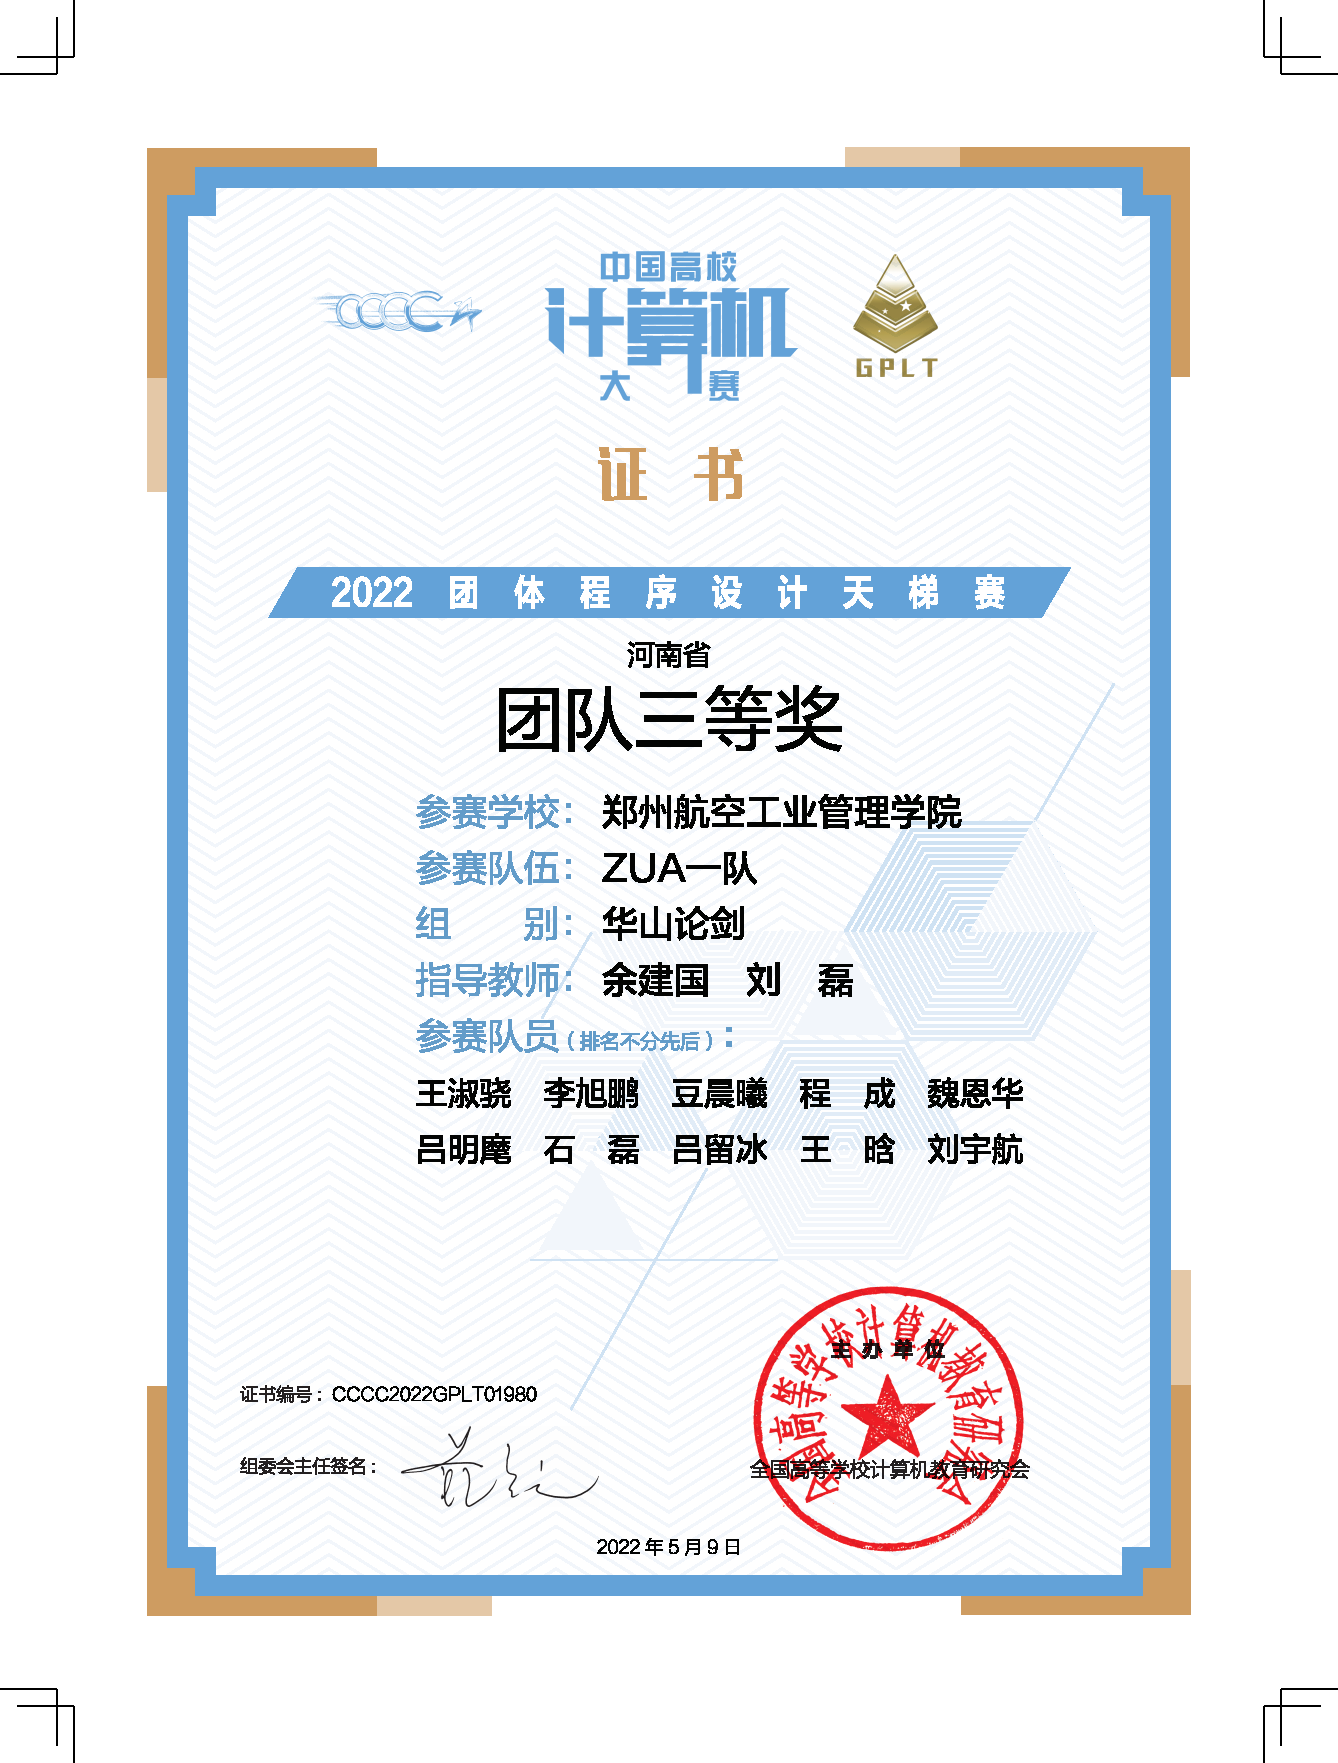 中国高校
计算机
大赛
CCCC
GPLT
证书
2022 团体程序设计天梯赛
河南省
团队三等奖
参赛学校： 郑州航空工业管理学院
参赛队伍： ZUA一队
组 别： 华山论剑
指导教师： 余建国 刘 磊
参赛队员（排名不分先后）：
王淑骁 李旭鹏 豆晨曦 程 成 魏恩华
吕明麾 石 磊 吕留冰 王 晗 刘宇航
主办单位
全国高等学校计算机教育研究会
证书编号： CCCC2022GPLT01980
组委会主任签名：
全国高等学校计算机教育研究会
2022 年 5 月 9 日